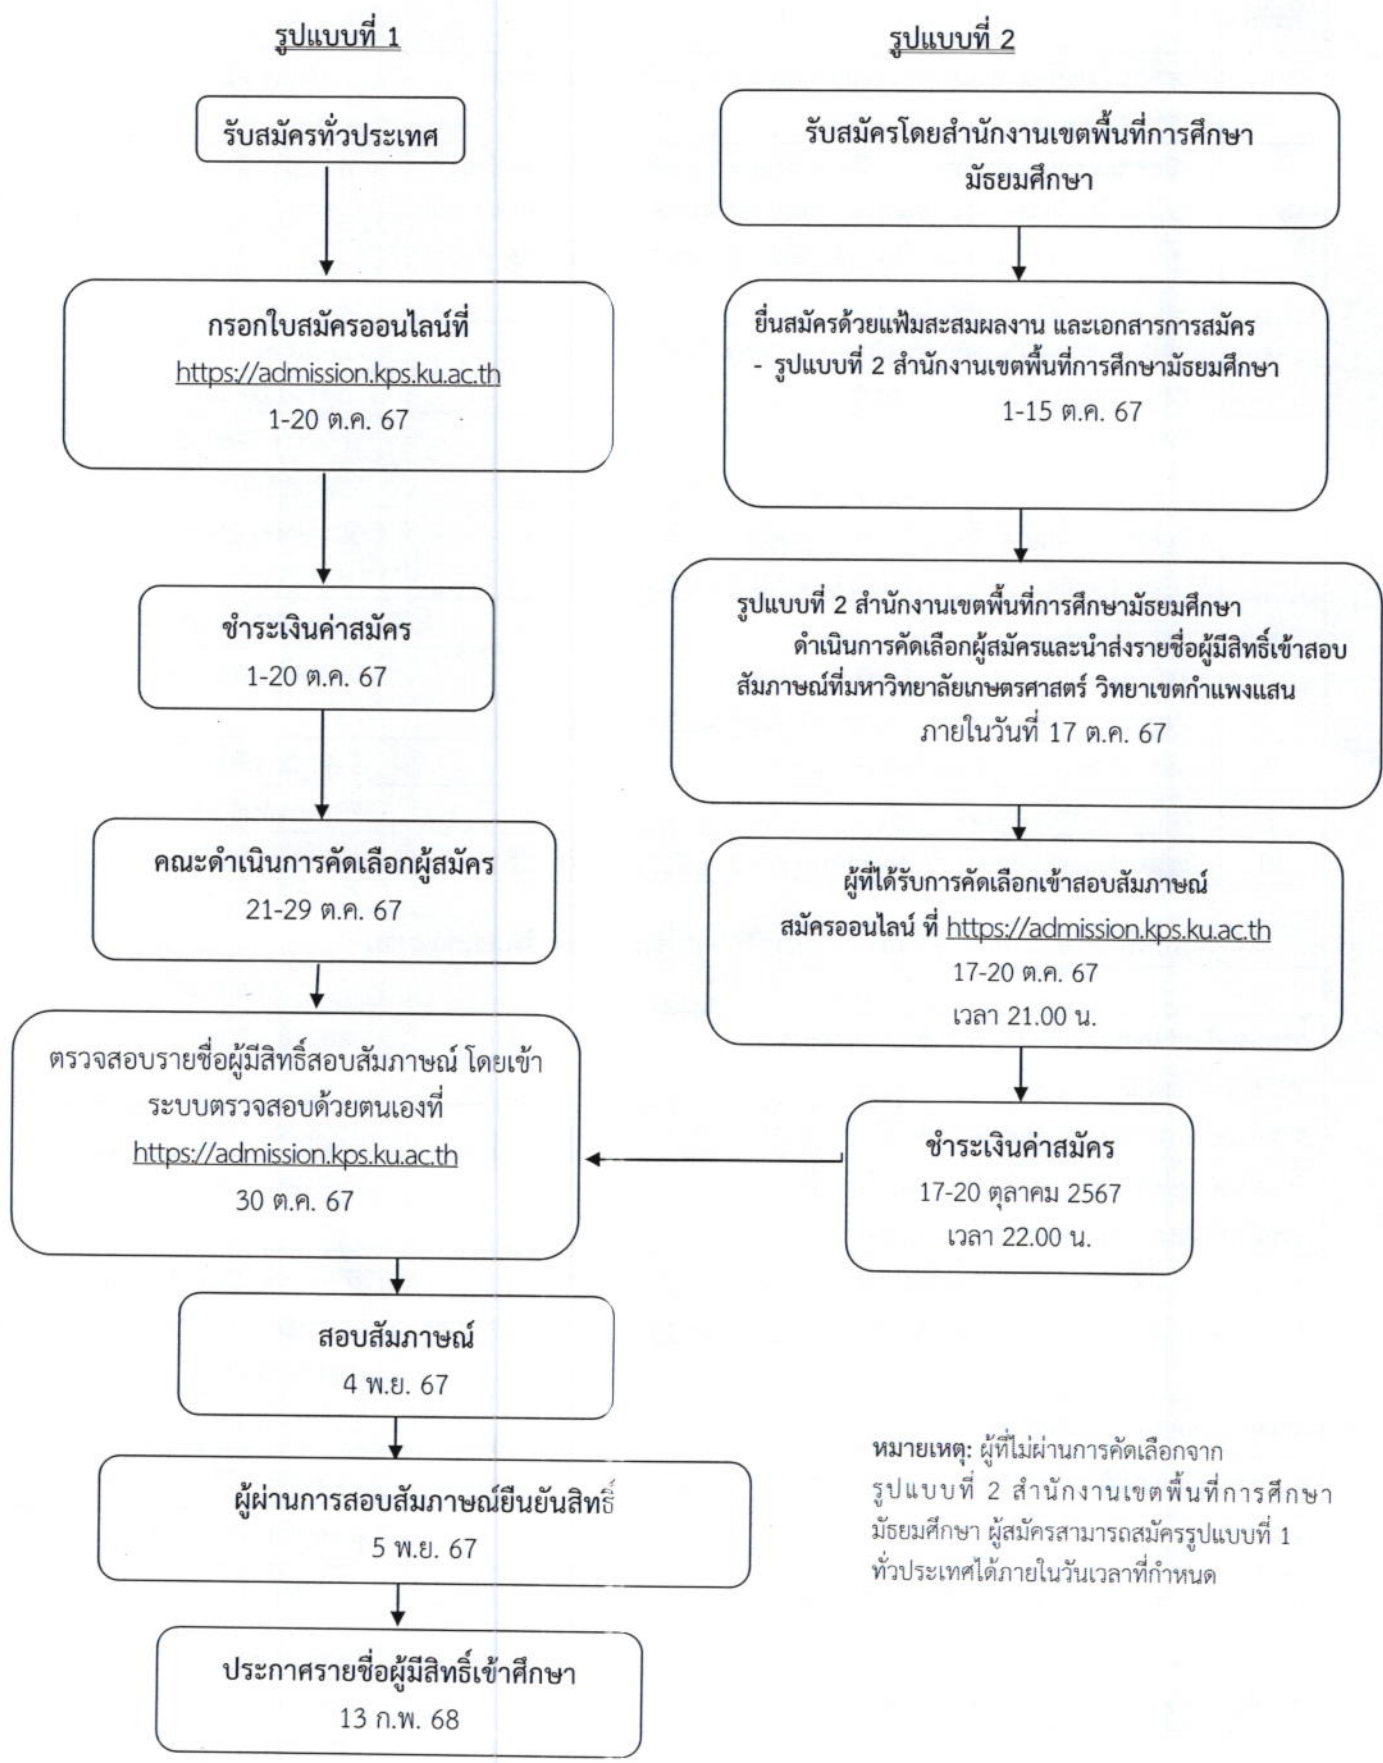 รูปแบบที่ 1
รับสมัครทั่วประเทศ
กรอกใบสมัครออนไลน์ที่
https://admission.kps.ku.ac.th
1-20 ต.ค. 67
ชำระเงินค่าสมัคร
1-20 ต.ค. 67
คณะดำเนินการคัดเลือกผู้สมัคร
21-29 ต.ค. 67
ตรวจสอบรายชื่อผู้มีสิทธิ์สอบสัมภาษณ์ โดยเข้า
ระบบตรวจสอบด้วยตนเองที่
https://admission.kps.ku.ac.th
30 ต.ค. 67
สอบสัมภาษณ์
4 พ.ย. 67
ผู้ผ่านการสอบสัมภาษณ์ยืนยันสิทธิ์
5 พ.ย. 67
ประกาศรายชื่อผู้มีสิทธิ์เข้าศึกษา
13 ก.พ. 68
รูปแบบที่ 2
รับสมัครโดยสำนักงานเขตพื้นที่การศึกษา
มัธยมศึกษา
ยื่นสมัครด้วยแฟ้มสะสมผลงาน และเอกสารการสมัคร
- รูปแบบที่ 2 สำนักงานเขตพื้นที่การศึกษามัธยมศึกษา
1-15 ต.ค. 67
รูปแบบที่ 2 สำนักงานเขตพื้นที่การศึกษามัธยมศึกษา
ดำเนินการคัดเลือกผู้สมัครและนำส่งรายชื่อผู้มีสิทธิ์เข้าสอบ
สัมภาษณ์ที่มหาวิทยาลัยเกษตรศาสตร์ วิทยาเขตกำแพงแสน
ภายในวันที่ 17 ต.ค. 67
ผู้ที่ได้รับการคัดเลือกเข้าสอบสัมภาษณ์
สมัครออนไลน์ ที่ https://admission.kps.ku.ac.th
17-20 ต.ค. 67
เวลา 21.00 น.
ชำระเงินค่าสมัคร
17-20 ตุลาคม 2567
เวลา 22.00 น.
หมายเหตุ: ผู้ที่ไม่ผ่านการคัดเลือกจาก
รูปแบบที่ 2 สำนักงานเขตพื้นที่การศึกษา
มัธยมศึกษา ผู้สมัครสามารถสมัครรูปแบบที่ 1
ทั่วประเทศได้ภายในวันเวลาที่กำหนด